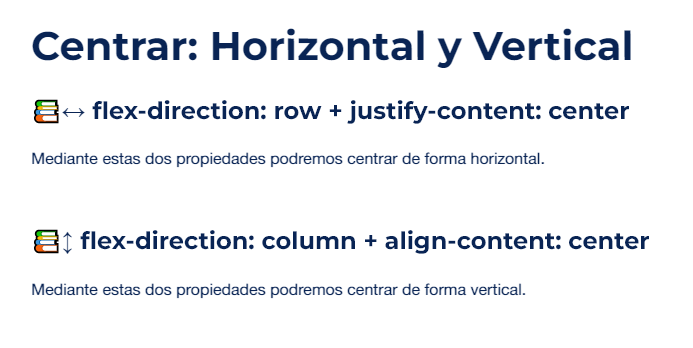 Centrar: Horizontal y Vertical
📚↔ flex-direction: row + justify-content: center
Mediante estas dos propiedades podremos centrar de forma horizontal.
📚↕ flex-direction: column + align-content: center
Mediante estas dos propiedades podremos centrar de forma vertical.